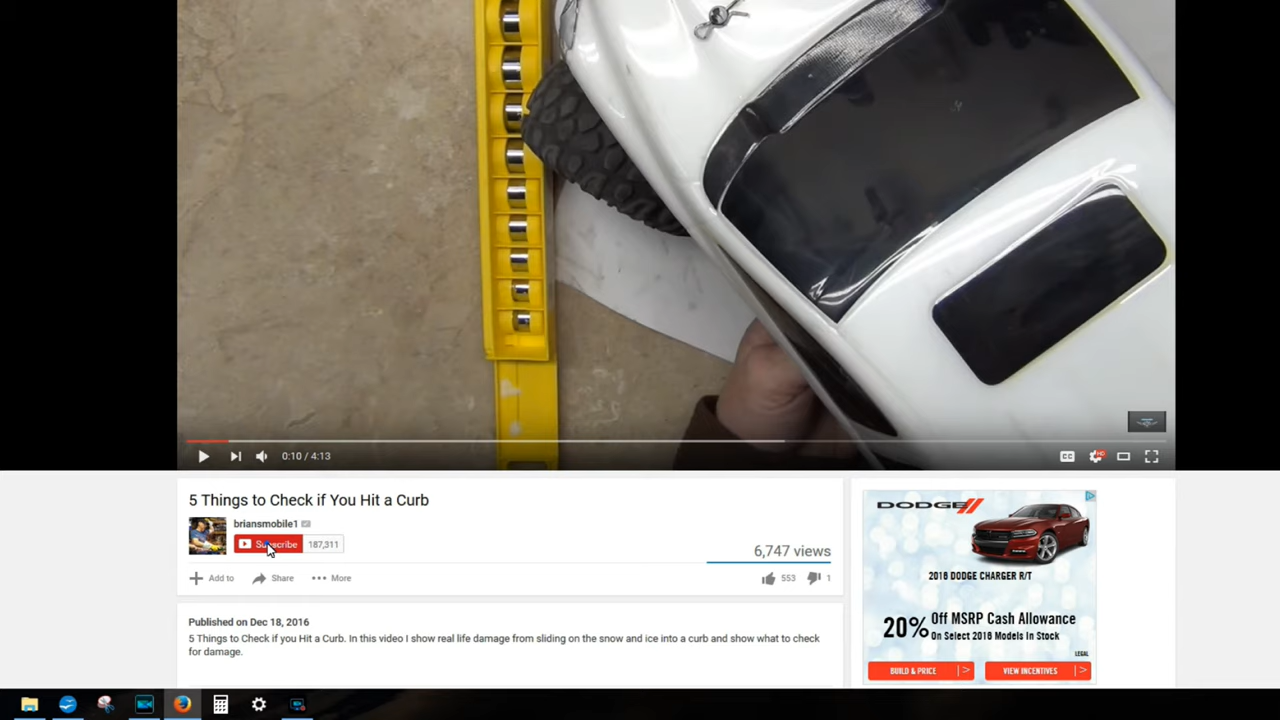 0:10 / 4:13
CC
HD
5 Things to Check if You Hit a Curb
briansmobile1
Subscribe 187,311
6,747 views
Add to Share More
553 1
Published on Dec 18, 2016
5 Things to Check if you Hit a Curb. In this video I show real life damage from sliding on the snow and ice into a curb and show what to check
for damage.
DODGE
2016 DODGE CHARGER R/T
20% Off MSRP Cash Allowance
On Select 2016 Models In Stock
LEGAL
BUILD & PRICE
VIEW INCENTIVES